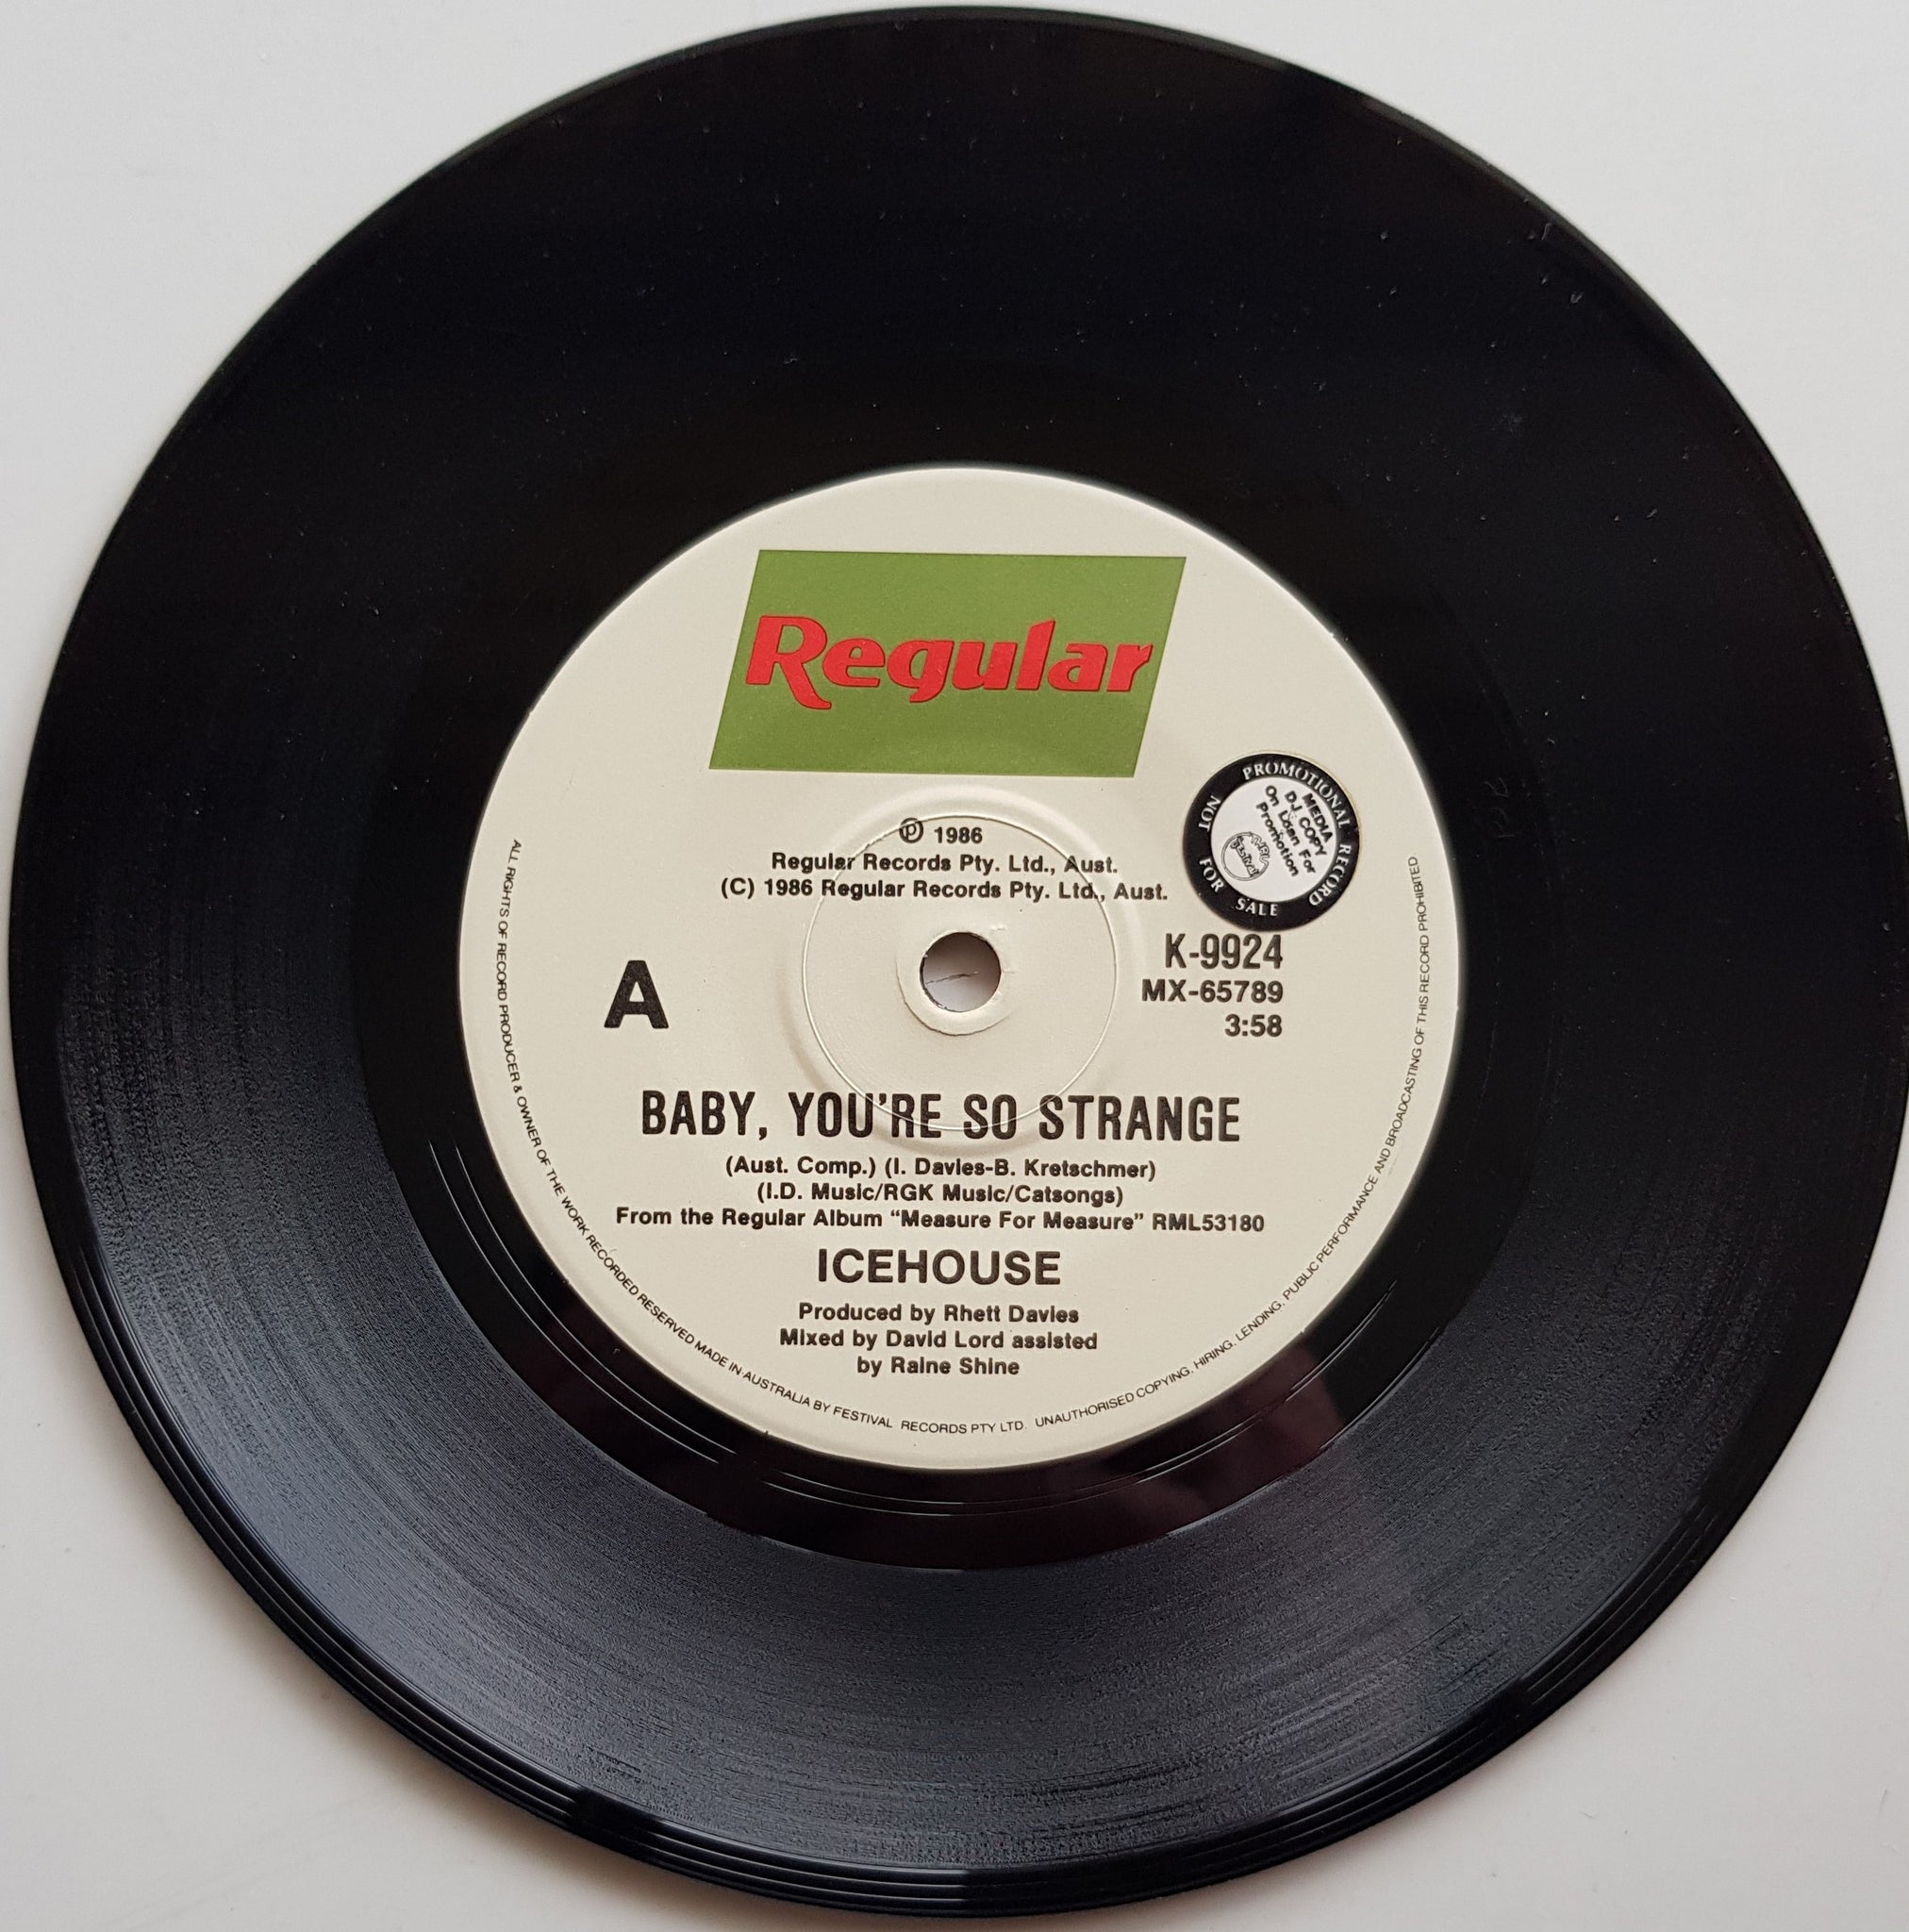 Regular
℗ 1986
Regular Records Pty. Ltd., Aust.
(C) 1986 Regular Records Pty. Ltd., Aust.
PROMOTIONAL RECORD
NOT FOR SALE
MEDIA
DJ COPY
On Loan For
Promotion
Festival
K-9924
MX-65789
3:58
A
BABY, YOU'RE SO STRANGE
(Aust. Comp.) (I. Davies-B. Kretschmer)
(I.D. Music/RGK Music/Catsongs)
From the Regular Album “Measure For Measure” RML53180
ICEHOUSE
Produced by Rhett Davies
Mixed by David Lord assisted
by Raine Shine
ALL RIGHTS OF RECORD PRODUCER & OWNER OF THE WORK RECORDED RESERVED MADE IN AUSTRALIA BY FESTIVAL RECORDS PTY LTD. UNAUTHORISED COPYING, HIRING, LENDING, PUBLIC PERFORMANCE AND BROADCASTING OF THIS RECORD PROHIBITED